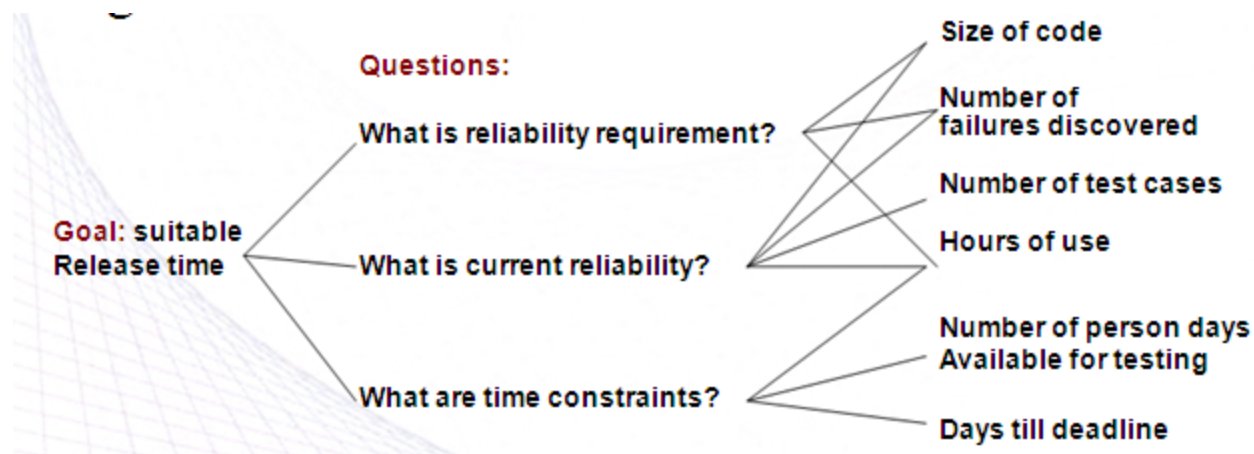 Questions:
What is reliability requirement?
What is current reliability?
What are time constraints?
Goal: suitable
Release time
Size of code
Number of
failures discovered
Number of test cases
Hours of use
Number of person days
Available for testing
Days till deadline